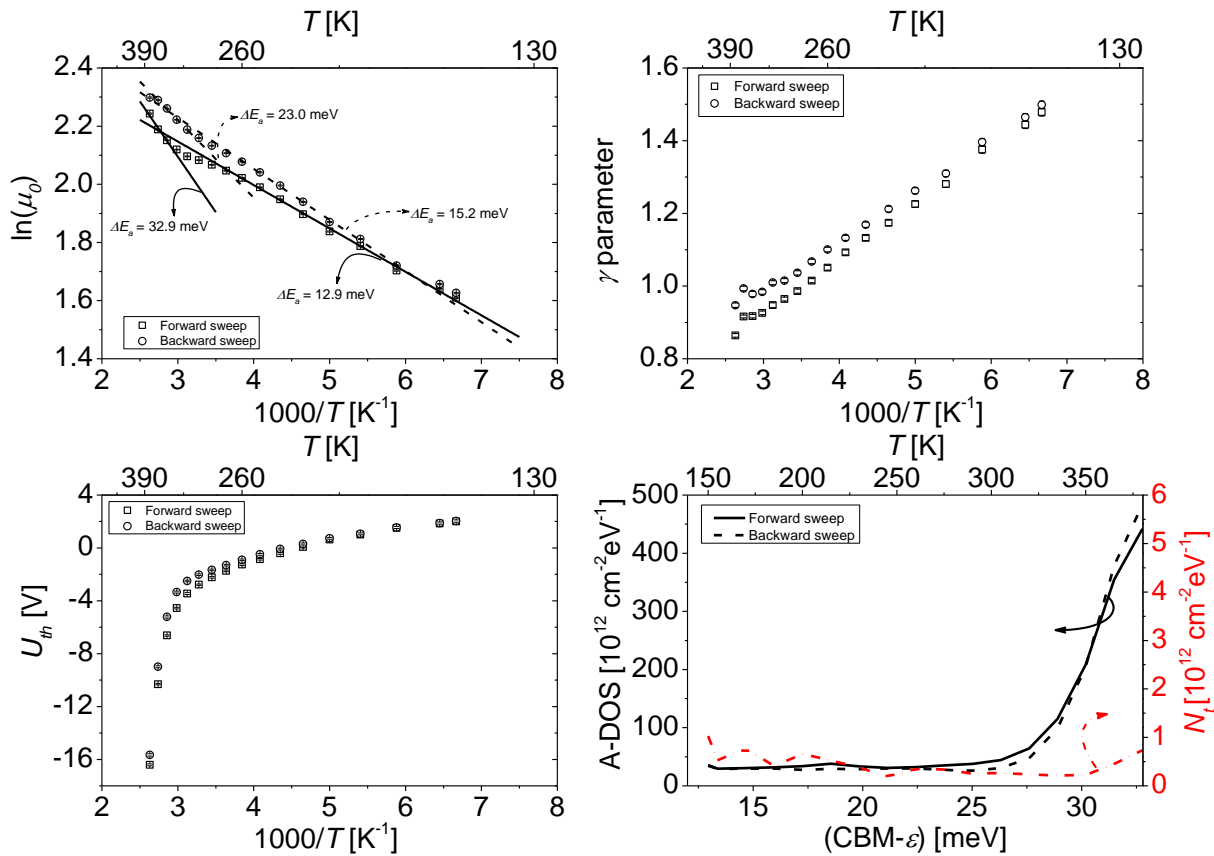 T [K]
390 260 130
2.4
2.2
2.0
1.8
1.6
1.4
ln(μ0)
ΔEa = 23.0 meV
ΔEa = 15.2 meV
ΔEa = 32.9 meV
ΔEa = 12.9 meV
Forward sweep
Backward sweep
2 3 4 5 6 7 8
1000/T [K-1]
T [K]
390 260 130
1.6
1.4
1.2
1.0
0.8
γ parameter
Forward sweep
Backward sweep
2 3 4 5 6 7 8
1000/T [K-1]
T [K]
390 260 130
4
0
-4
-8
-12
-16
Uth [V]
Forward sweep
Backward sweep
2 3 4 5 6 7 8
1000/T [K-1]
T [K]
150 200 250 300 350
500
400
300
200
100
0
A-DOS [10^12 cm-2eV-1]
Forward sweep
Backward sweep
6
5
4
3
2
1
0
Nt [10^12 cm-2eV-1]
15 20 25 30
(CBM-ε) [meV]